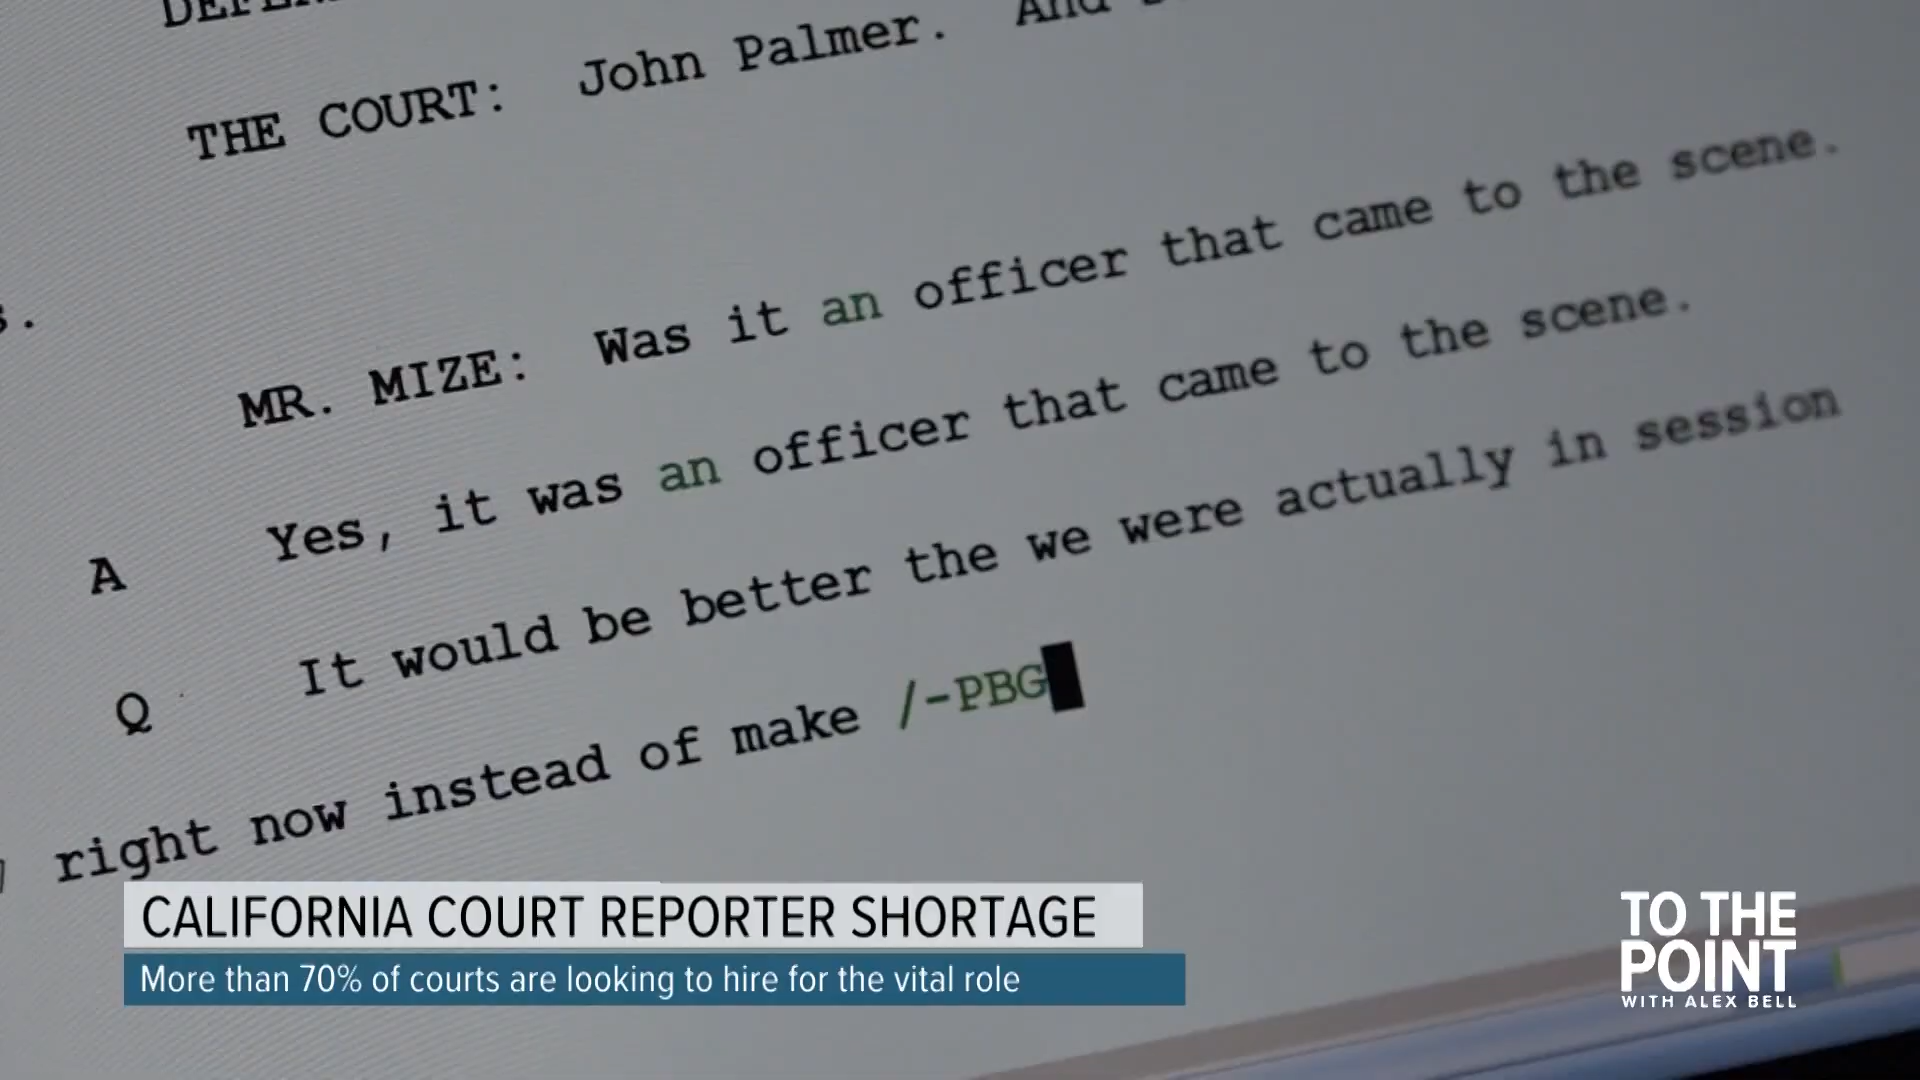 THE COURT: John Palmer. And
s.
MR. MIZE: Was it an officer that came to the scene.
A Yes, it was an officer that came to the scene.
Q It would be better the we were actually in session
right now instead of make /-PBG
CALIFORNIA COURT REPORTER SHORTAGE
More than 70% of courts are looking to hire for the vital role
TO THE
POINT
WITH ALEX BELL